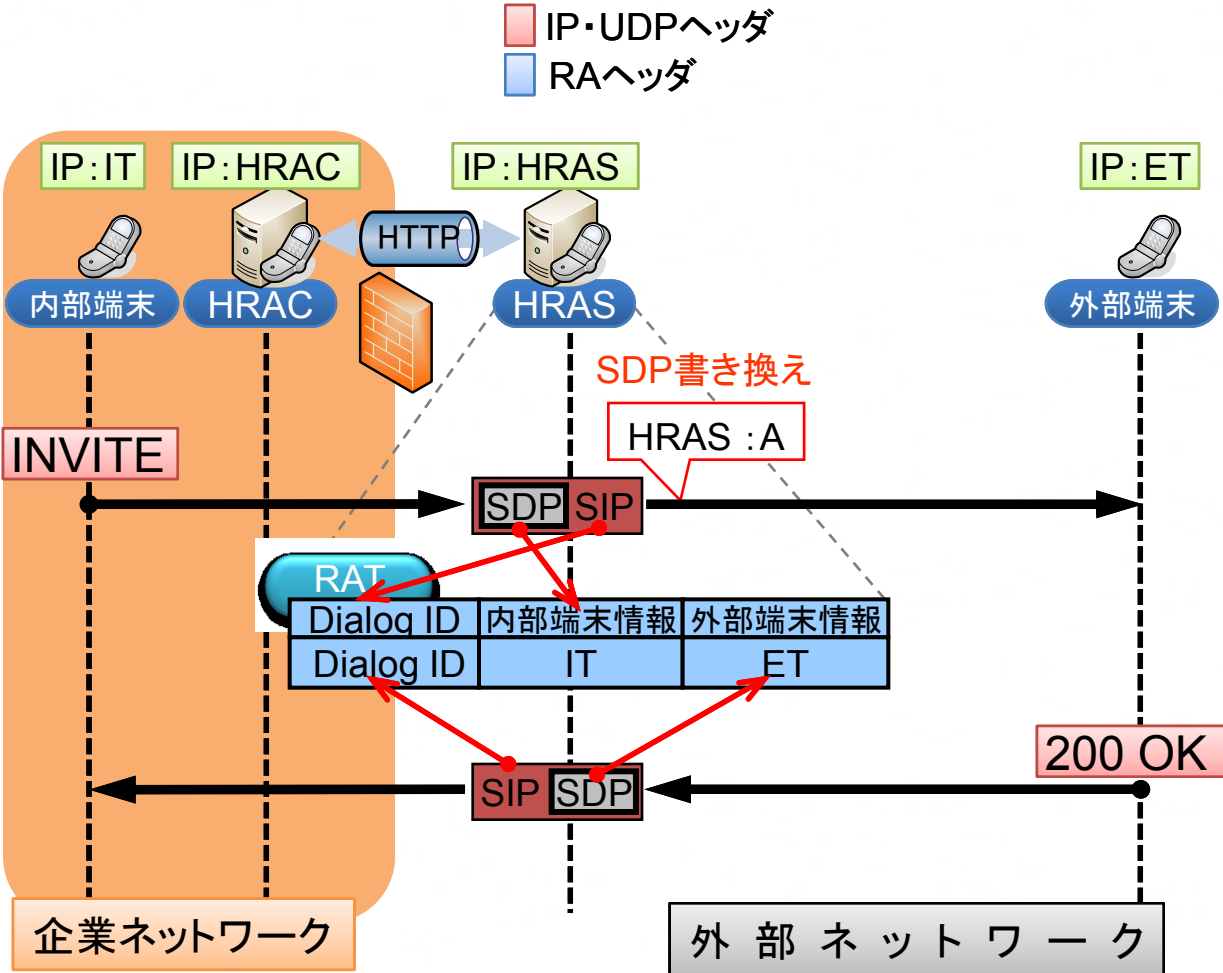 IP・UDPヘッダ
RAヘッダ
IP:IT
IP:HRAC
IP:HRAS
IP:ET
HTTP
内部端末
HRAC
HRAS
外部端末
SDP書き換え
HRAS :A
INVITE
SDP SIP
RAT
Dialog ID 内部端末情報 外部端末情報
Dialog ID IT ET
200 OK
SIP SDP
企業ネットワーク
外部ネットワーク